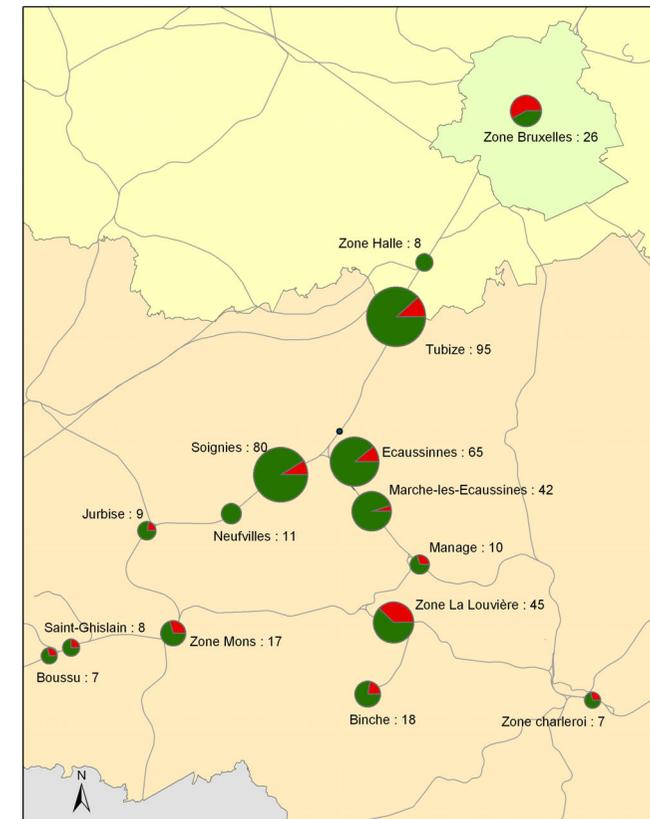 Zone Bruxelles : 26
Zone Halle : 8
Tubize : 95
Soignies : 80
Ecaussinnes : 65
Marche-les-Ecaussines : 42
Jurbise : 9
Neufvilles : 11
Manage : 10
Zone La Louvière : 45
Saint-Ghislain : 8
Zone Mons : 17
Boussu : 7
Binche : 18
Zone charleroi : 7
N